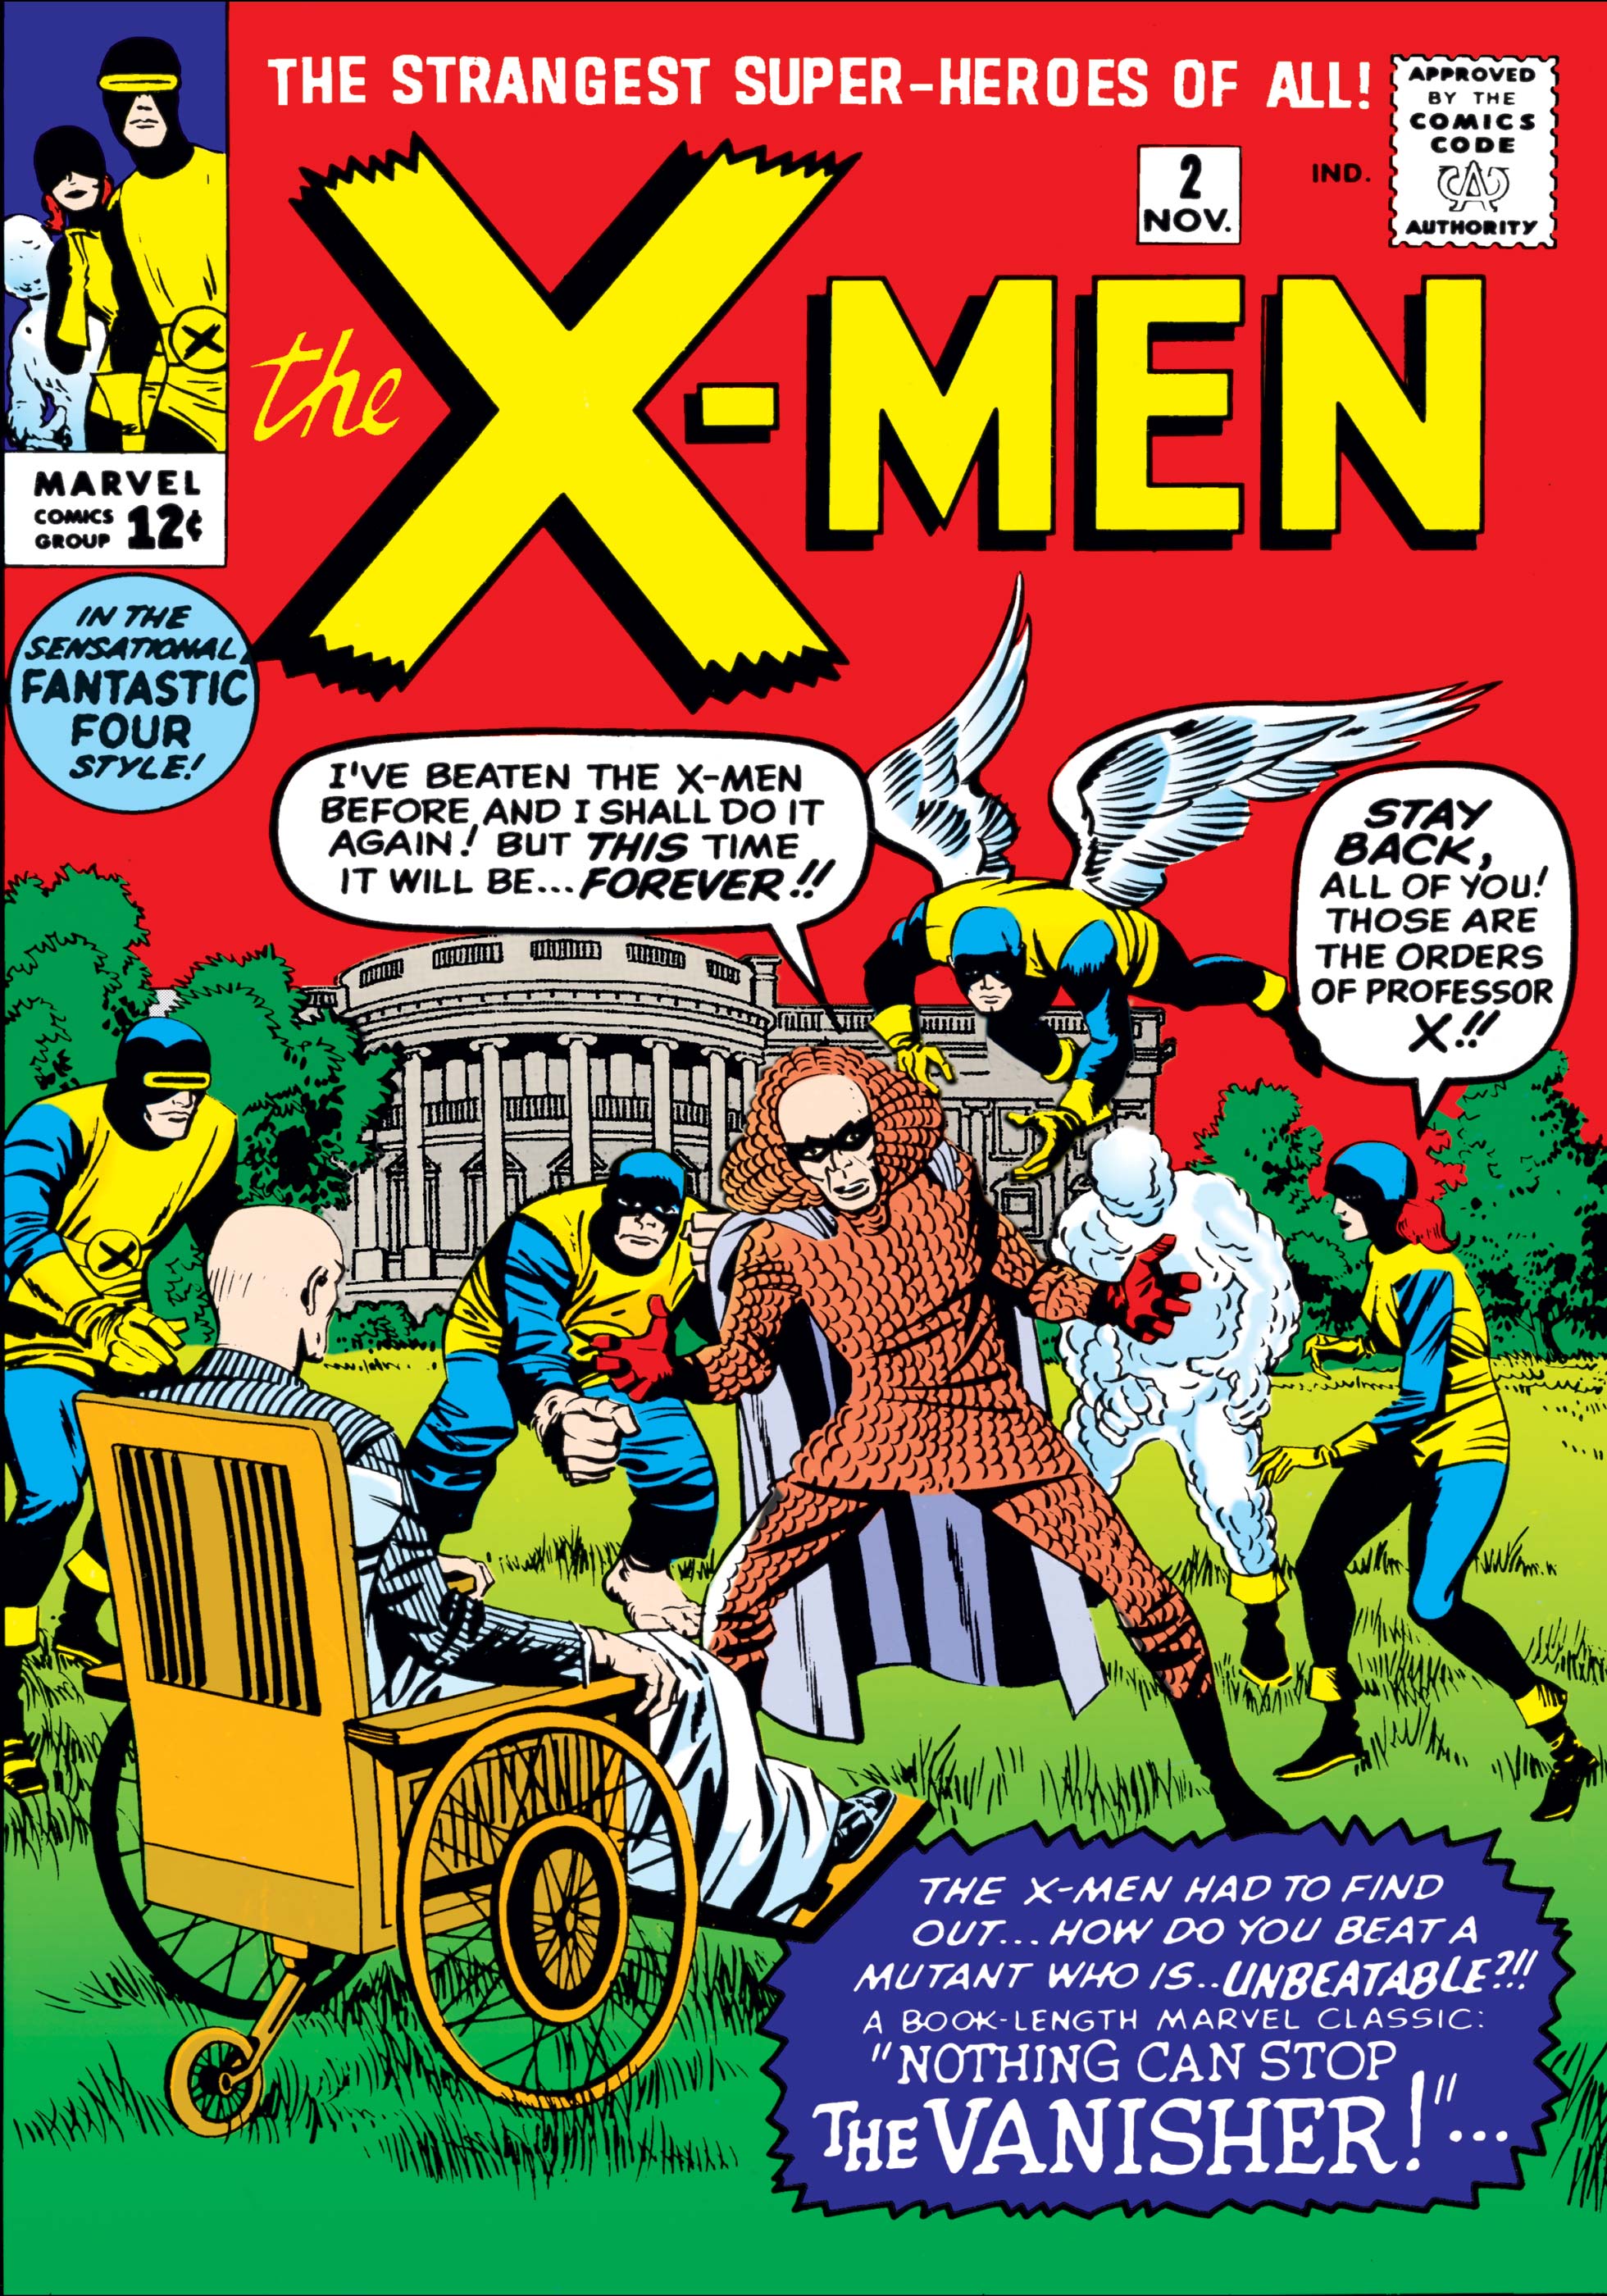 THE STRANGEST SUPER-HEROES OF ALL!
APPROVED
BY THE
COMICS
CODE
CA
AUTHORITY
IND.
2
NOV.
the X-MEN
MARVEL
COMICS
GROUP 12¢
IN THE
SENSATIONAL
FANTASTIC
FOUR
STYLE!
I'VE BEATEN THE X-MEN
BEFORE AND I SHALL DO IT
AGAIN! BUT THIS TIME
IT WILL BE... FOREVER!!
STAY
BACK,
ALL OF YOU!
THOSE ARE
THE ORDERS
OF PROFESSOR
X!!
X
X
THE X-MEN HAD TO FIND
OUT... HOW DO YOU BEAT A
MUTANT WHO IS..UNBEATABLE?!!
A BOOK-LENGTH MARVEL CLASSIC:
"NOTHING CAN STOP
THE VANISHER!"...